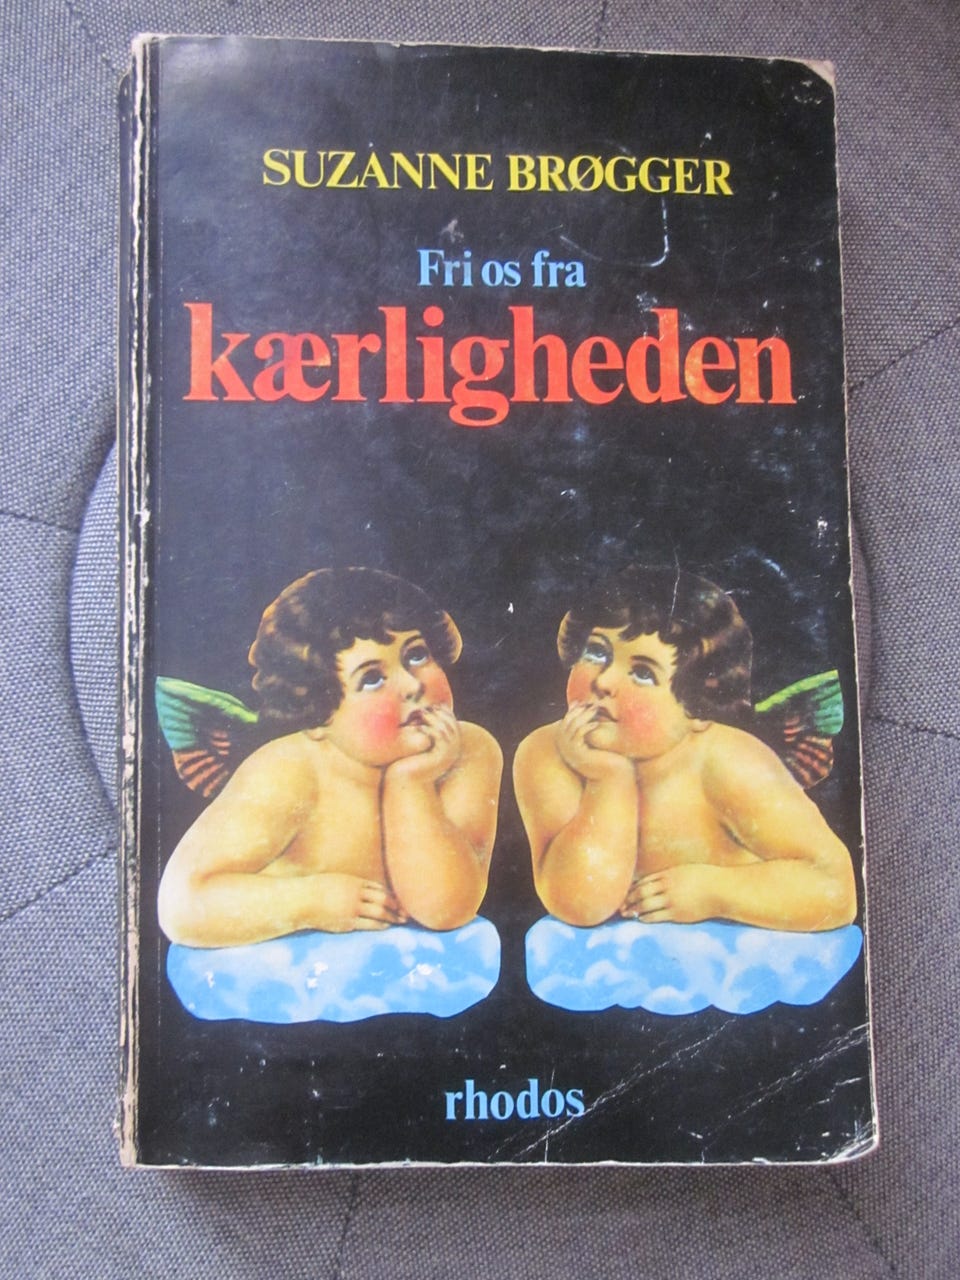 SUZANNE BRØGGER
Fri os fra
kærligheden
rhodos